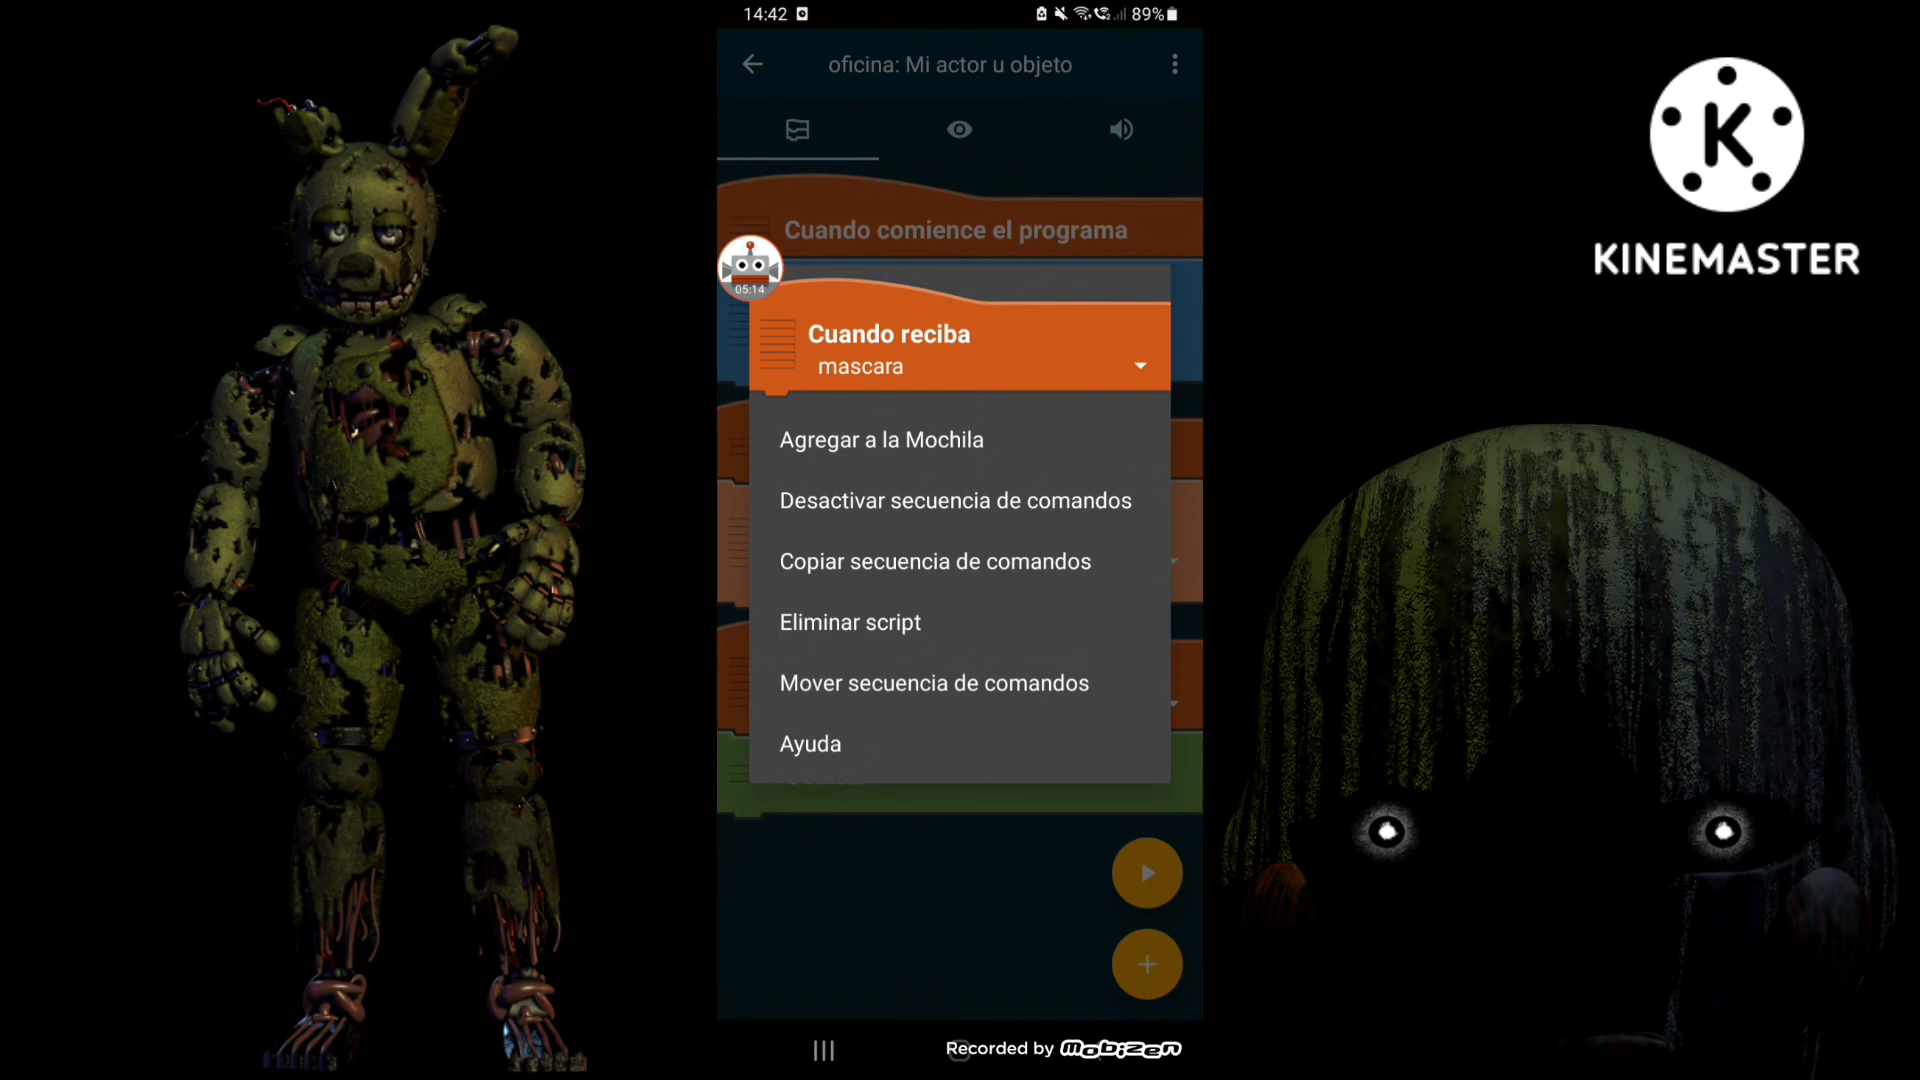 14:42
89%
oficina: Mi actor u objeto
Cuando comience el programa
05:14
Cuando reciba
mascara
Agregar a la Mochila
Desactivar secuencia de comandos
Copiar secuencia de comandos
Eliminar script
Mover secuencia de comandos
Ayuda
Recorded by Mobizen
K
KINEMASTER